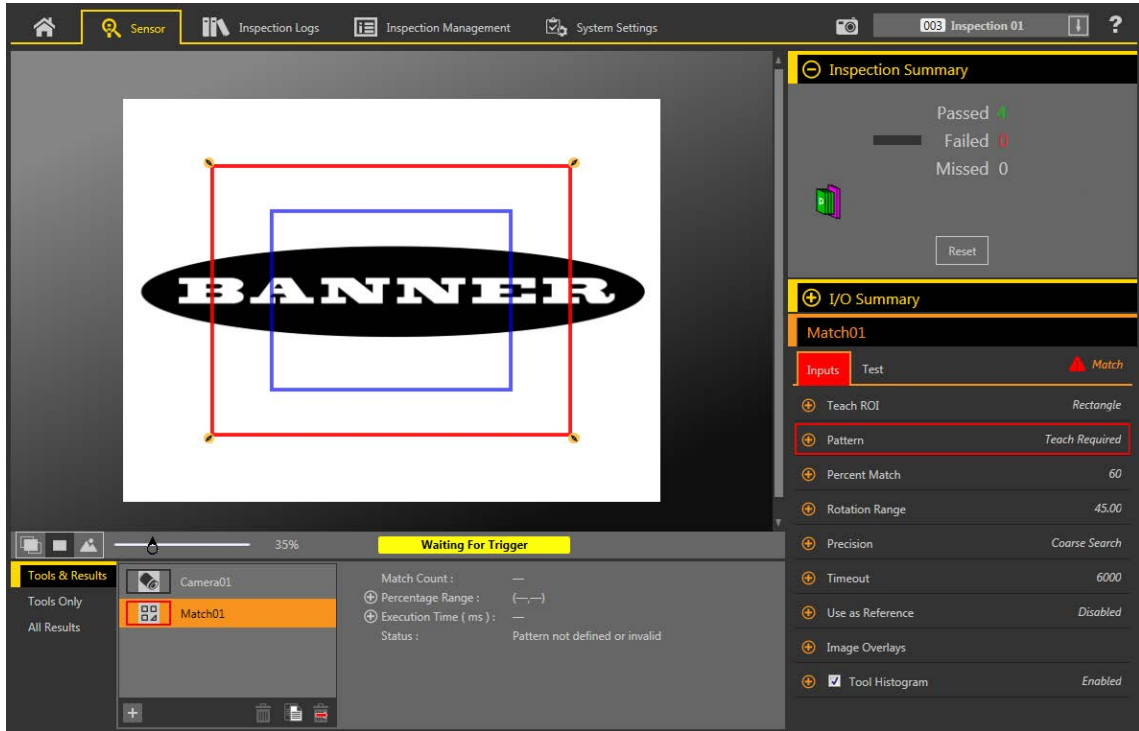 Sensor Inspection Logs Inspection Management System Settings 003 Inspection 01 ?
Inspection Summary
Passed 4
Failed 0
Missed 0
Reset
BANNER
I/O Summary
Match01
Inputs Test Match
Teach ROI Rectangle
Pattern Teach Required
Percent Match 60
Rotation Range 45.00
Precision Coarse Search
Timeout 6000
Use as Reference Disabled
Image Overlays
Tool Histogram Enabled
35% Waiting For Trigger
Tools & Results
Tools Only
All Results
Camera01
Match01
Match Count : —
Percentage Range : (—,—)
Execution Time ( ms ) : —
Status : Pattern not defined or invalid